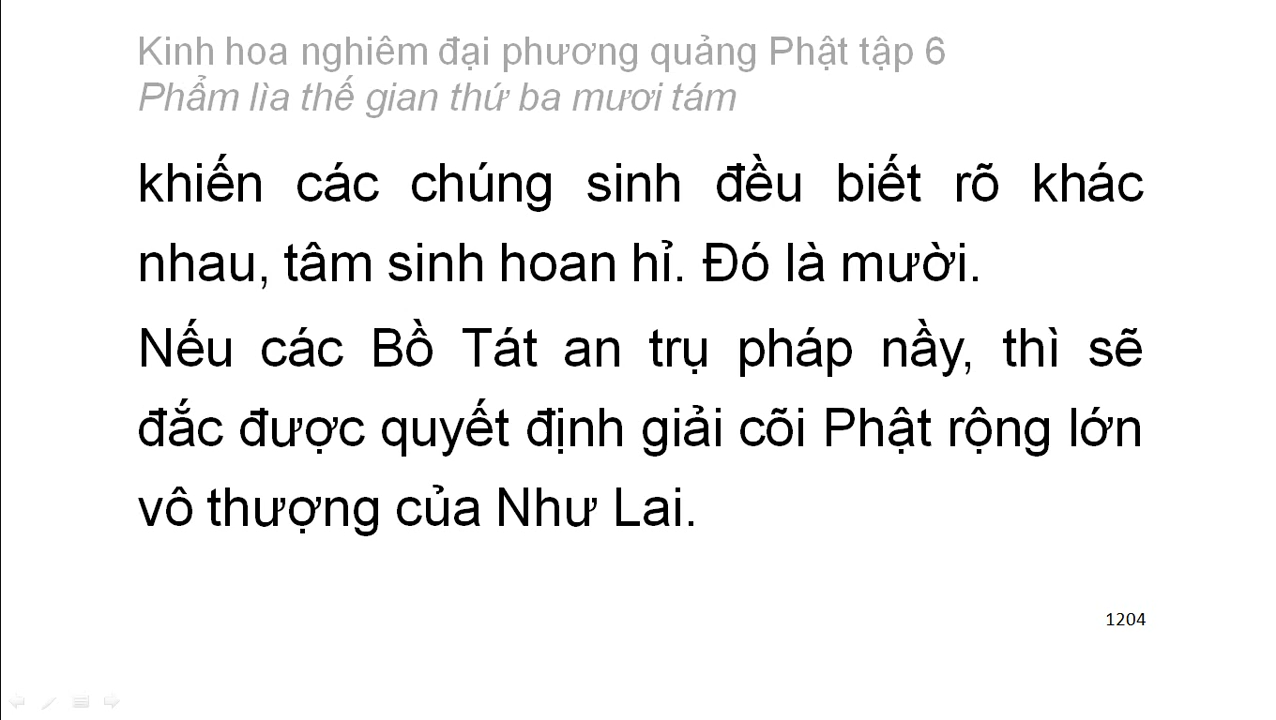 Kinh hoa nghiêm đại phương quảng Phật tập 6
Phẩm lìa thế gian thứ ba mươi tám
khiến các chúng sinh đều biết rõ khác
nhau, tâm sinh hoan hỉ. Đó là mười.
Nếu các Bồ Tát an trụ pháp nầy, thì sẽ
đắc được quyết định giải cõi Phật rộng lớn
vô thượng của Như Lai.
1204